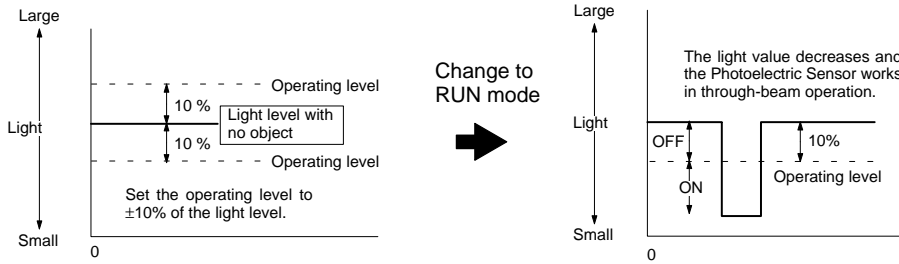 Large
Operating level
10 %
Light level with
no object
Light
10 %
Operating level
Set the operating level to
±10% of the light level.
Small
0
Change to
RUN mode
Large
The light value decreases and
the Photoelectric Sensor works
in through-beam operation.
Light
OFF
10%
Operating level
ON
Small
0